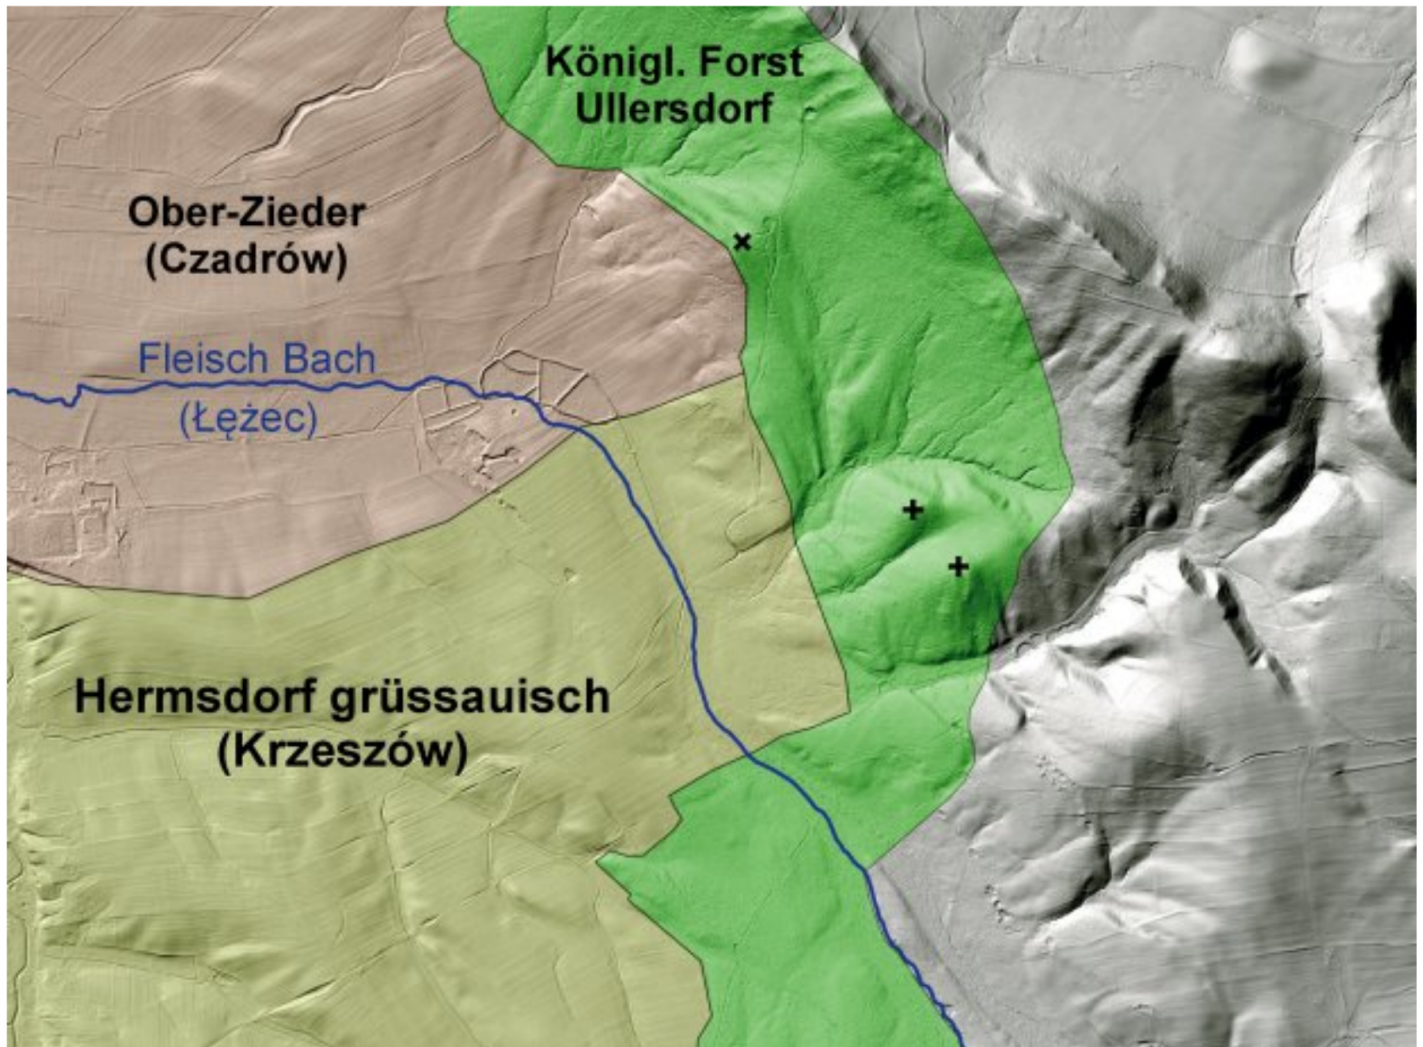 Königl. Forst
Ullersdorf
Ober-Zieder
(Czadrów)
Fleisch Bach
(Łężec)
Hermsdorf grüssauisch
(Krzeszów)